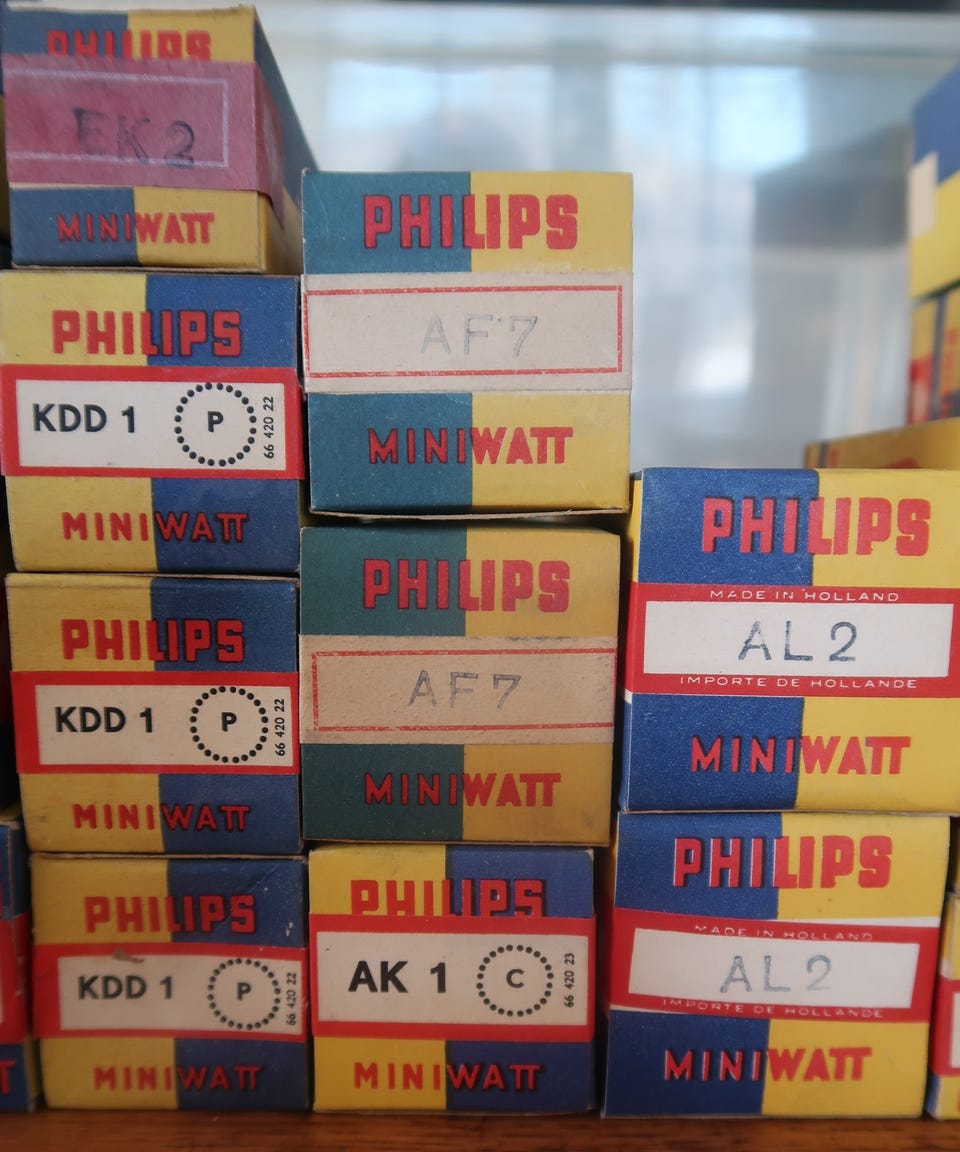 PHILIPS
EK2
MINIWATT
PHILIPS
KDD 1
P
66 420 22
MINIWATT
PHILIPS
KDD 1
P
66 420 22
MINIWATT
PHILIPS
KDD 1
P
66 420 22
MINIWATT
PHILIPS
AF7
MINIWATT
PHILIPS
AF7
MINIWATT
PHILIPS
AK 1
C
66 420 23
MINIWATT
PHILIPS
MADE IN HOLLAND
AL2
IMPORTE DE HOLLANDE
MINIWATT
PHILIPS
MADE IN HOLLAND
AL2
IMPORTE DE HOLLANDE
MINIWATT